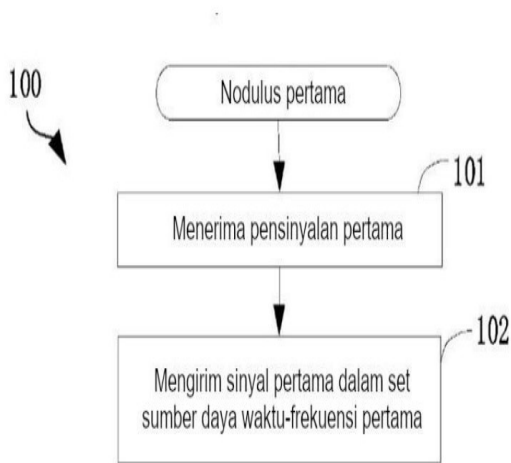 100
Nodulus pertama
101
Menerima pensinyalan pertama
102
Mengirim sinyal pertama dalam set
sumber daya waktu-frekuensi pertama